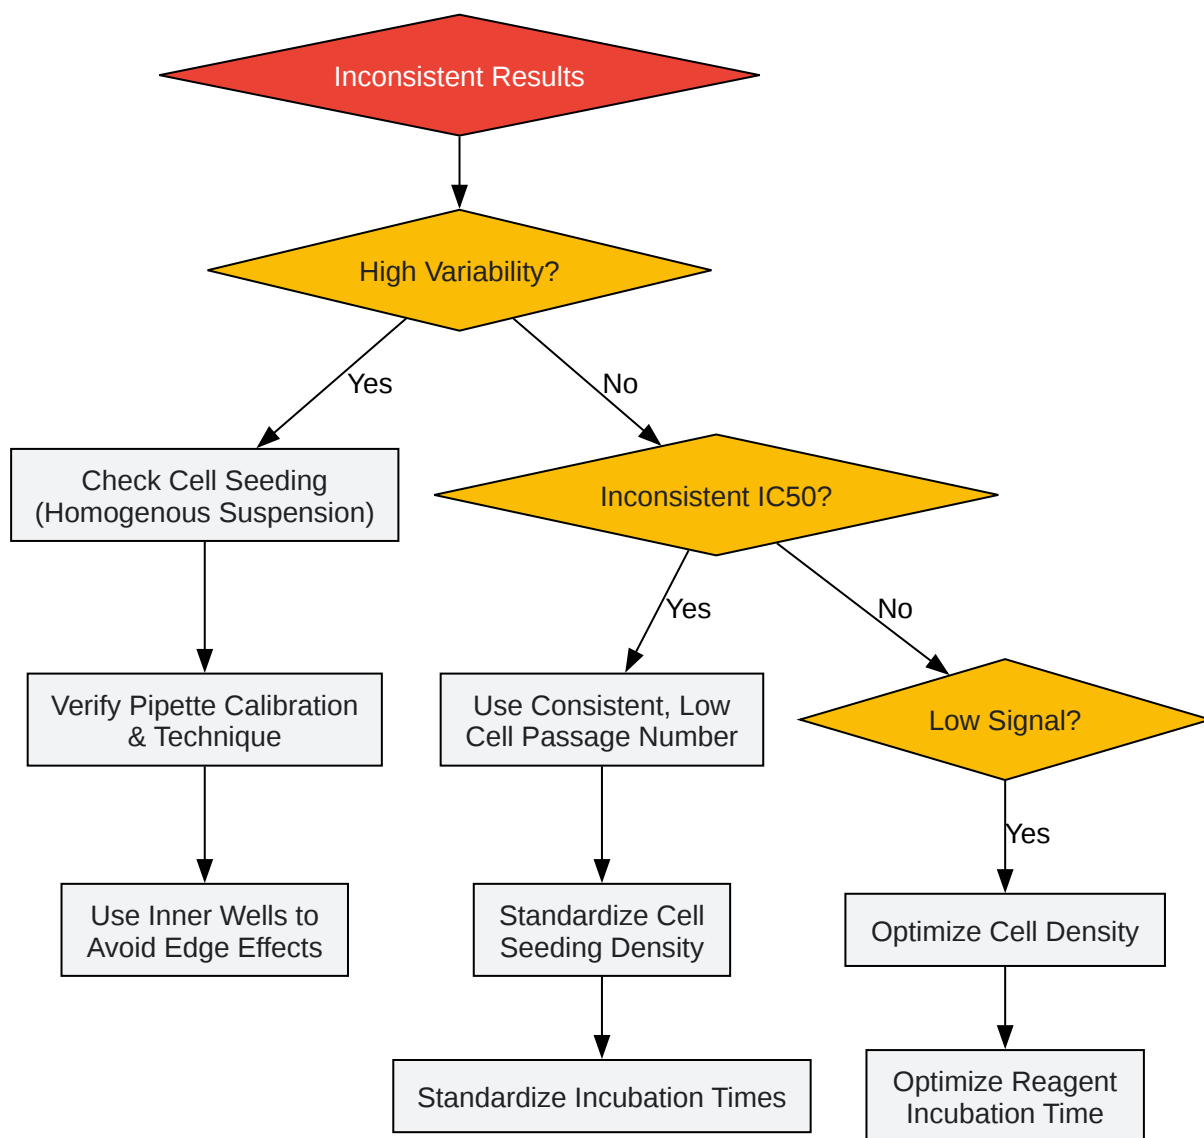 Inconsistent Results
High Variability?
Yes
No
Check Cell Seeding
(Homogenous Suspension)
Inconsistent IC50?
Yes
No
Verify Pipette Calibration
& Technique
Use Consistent, Low
Cell Passage Number
Low Signal?
Yes
Use Inner Wells to
Avoid Edge Effects
Standardize Cell
Seeding Density
Optimize Cell Density
Standardize Incubation Times
Optimize Reagent
Incubation Time